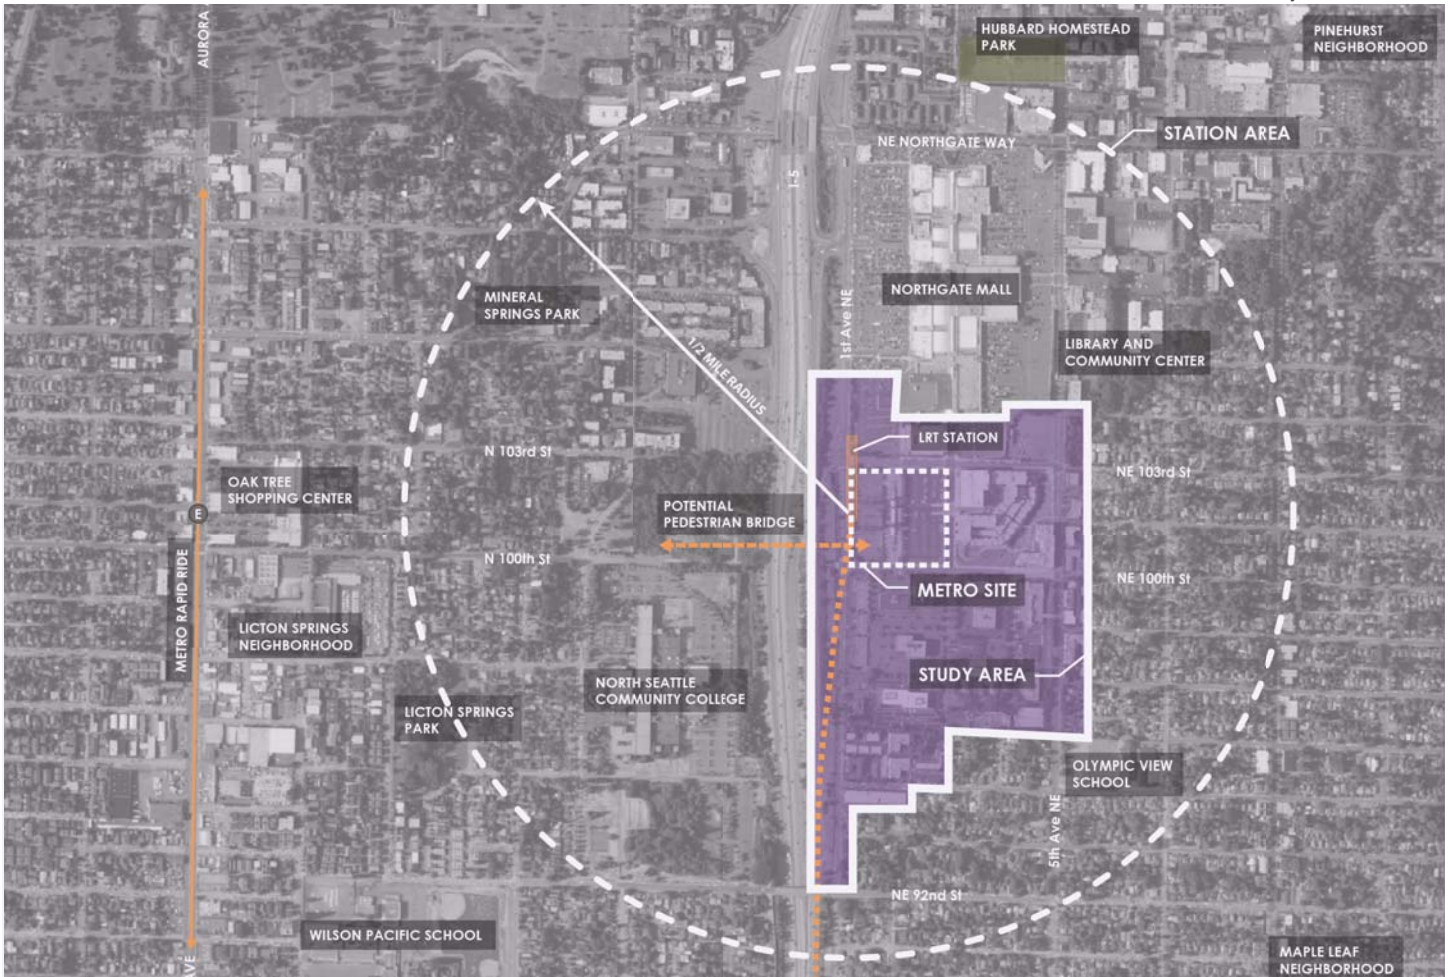 HUBBARD HOMESTEAD
PARK
PINEHURST
NEIGHBORHOOD
AURORA
STATION AREA
NE NORTHGATE WAY
I-5
NORTHGATE MALL
MINERAL
SPRINGS PARK
1st Ave NE
LIBRARY AND
COMMUNITY CENTER
1/2 MILE RADIUS
LRT STATION
N 103rd St
NE 103rd St
OAK TREE
SHOPPING CENTER
E
POTENTIAL
PEDESTRIAN BRIDGE
N 100th St
NE 100th St
METRO SITE
METRO RAPID RIDE
LICTON SPRINGS
NEIGHBORHOOD
STUDY AREA
NORTH SEATTLE
COMMUNITY COLLEGE
LICTON SPRINGS
PARK
OLYMPIC VIEW
SCHOOL
5th Ave NE
NE 92nd St
WILSON PACIFIC SCHOOL
AVE
MAPLE LEAF
NEIGHBORHOOD